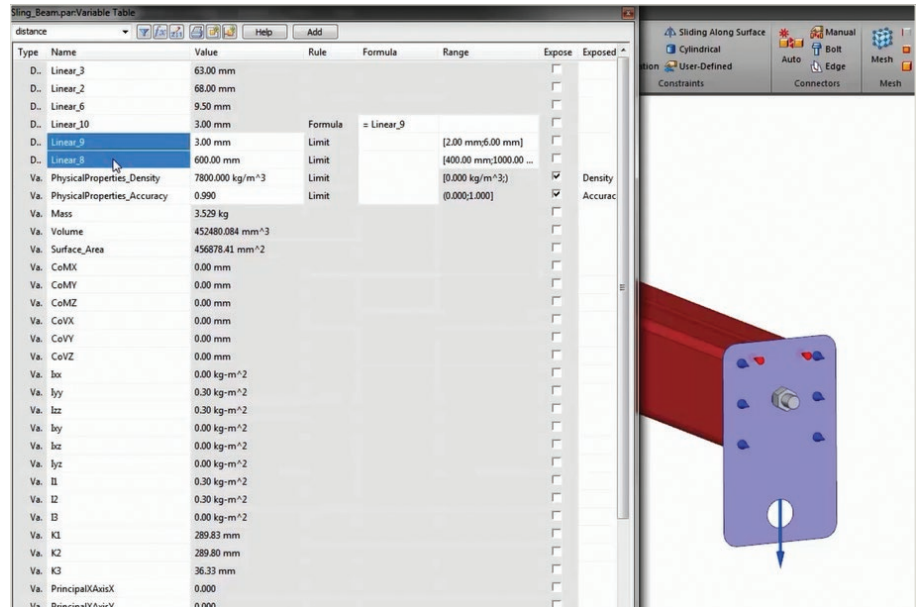 Sling_Beam.par:Variable Table
distance Help Add
Type Name Value Rule Formula Range Expose Exposed
D.. Linear_3 63.00 mm
D.. Linear_2 68.00 mm
D.. Linear_6 9.50 mm
D.. Linear_10 3.00 mm Formula = Linear_9
D.. Linear_9 3.00 mm Limit [2.00 mm;6.00 mm]
D.. Linear_8 600.00 mm Limit [400.00 mm;1000.00 ...
Va. PhysicalProperties_Density 7800.000 kg/m^3 Limit [0.000 kg/m^3;) Density
Va. PhysicalProperties_Accuracy 0.990 Limit (0.000;1.000] Accurac
Va. Mass 3.529 kg
Va. Volume 452480.084 mm^3
Va. Surface_Area 456878.41 mm^2
Va. CoMX 0.00 mm
Va. CoMY 0.00 mm
Va. CoMZ 0.00 mm
Va. CoVX 0.00 mm
Va. CoVY 0.00 mm
Va. CoVZ 0.00 mm
Va. Ixx 0.00 kg-m^2
Va. Iyy 0.30 kg-m^2
Va. Izz 0.30 kg-m^2
Va. Ixy 0.00 kg-m^2
Va. Ixz 0.00 kg-m^2
Va. Iyz 0.00 kg-m^2
Va. I1 0.30 kg-m^2
Va. I2 0.30 kg-m^2
Va. I3 0.00 kg-m^2
Va. K1 289.83 mm
Va. K2 289.80 mm
Va. K3 36.33 mm
Va. PrincipalXAxisX 0.000
Va. PrincipalXAxisY 0.000
Sliding Along Surface
Cylindrical
tion User-Defined
Constraints
Auto
Manual
Bolt
Edge
Connectors
Mesh
Mesh